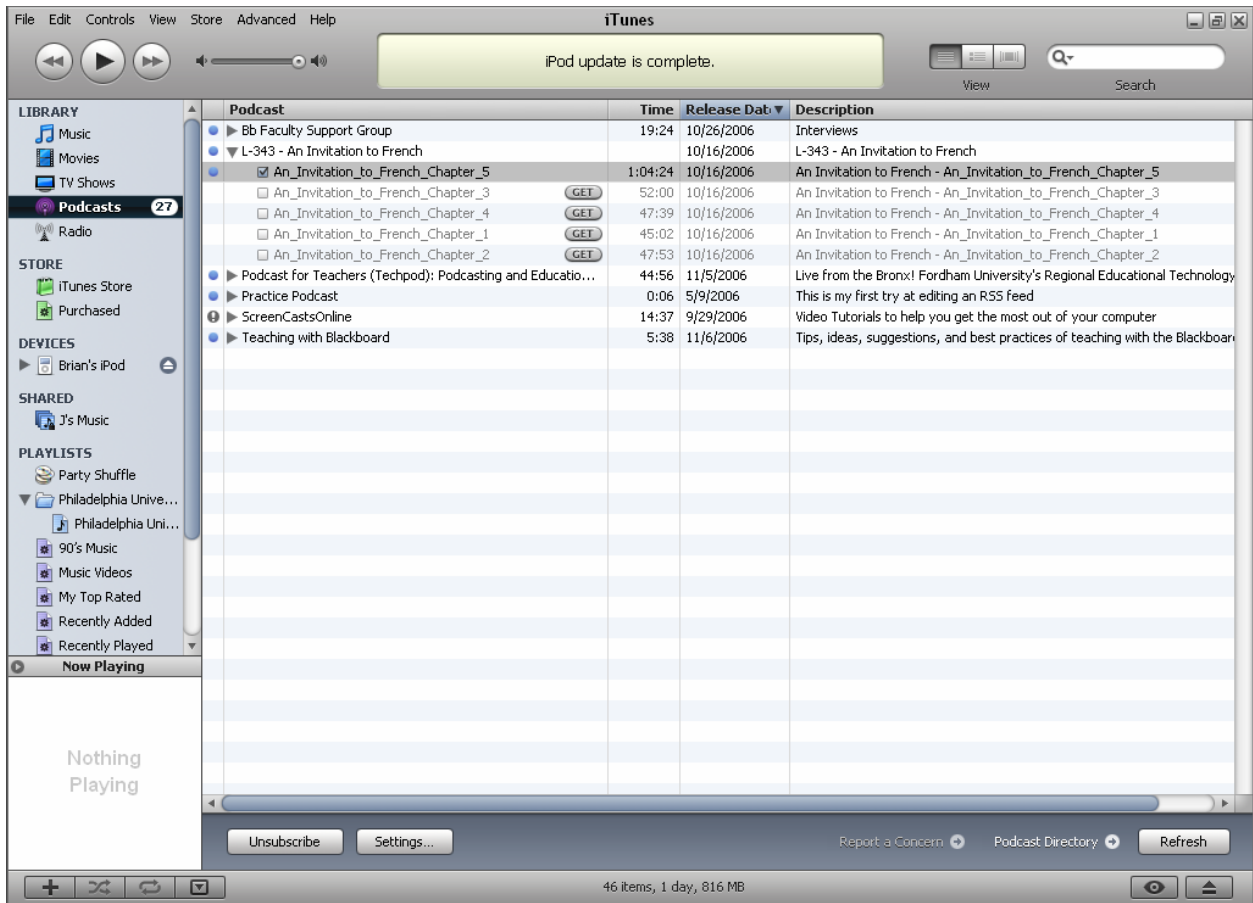 File Edit Controls View Store Advanced Help
iTunes
iPod update is complete.
View
Search
LIBRARY
Music
Movies
TV Shows
Podcasts 27
Radio
STORE
iTunes Store
Purchased
DEVICES
Brian's iPod
SHARED
J's Music
PLAYLISTS
Party Shuffle
Philadelphia Unive...
Philadelphia Uni...
90's Music
Music Videos
My Top Rated
Recently Added
Recently Played
Now Playing
Nothing
Playing
Podcast Time Release Dat Description
Bb Faculty Support Group 19:24 10/26/2006 Interviews
L-343 - An Invitation to French 10/16/2006 L-343 - An Invitation to French
An_Invitation_to_French_Chapter_5 1:04:24 10/16/2006 An Invitation to French - An_Invitation_to_French_Chapter_5
An_Invitation_to_French_Chapter_3 GET 52:00 10/16/2006 An Invitation to French - An_Invitation_to_French_Chapter_3
An_Invitation_to_French_Chapter_4 GET 47:39 10/16/2006 An Invitation to French - An_Invitation_to_French_Chapter_4
An_Invitation_to_French_Chapter_1 GET 45:02 10/16/2006 An Invitation to French - An_Invitation_to_French_Chapter_1
An_Invitation_to_French_Chapter_2 GET 47:53 10/16/2006 An Invitation to French - An_Invitation_to_French_Chapter_2
Podcast for Teachers (Techpod): Podcasting and Educatio... 44:56 11/5/2006 Live from the Bronx! Fordham University's Regional Educational Technology
Practice Podcast 0:06 5/9/2006 This is my first try at editing an RSS feed
ScreenCastsOnline 14:37 9/29/2006 Video Tutorials to help you get the most out of your computer
Teaching with Blackboard 5:38 11/6/2006 Tips, ideas, suggestions, and best practices of teaching with the Blackboar
Unsubscribe Settings... Report a Concern Podcast Directory Refresh
46 items, 1 day, 816 MB